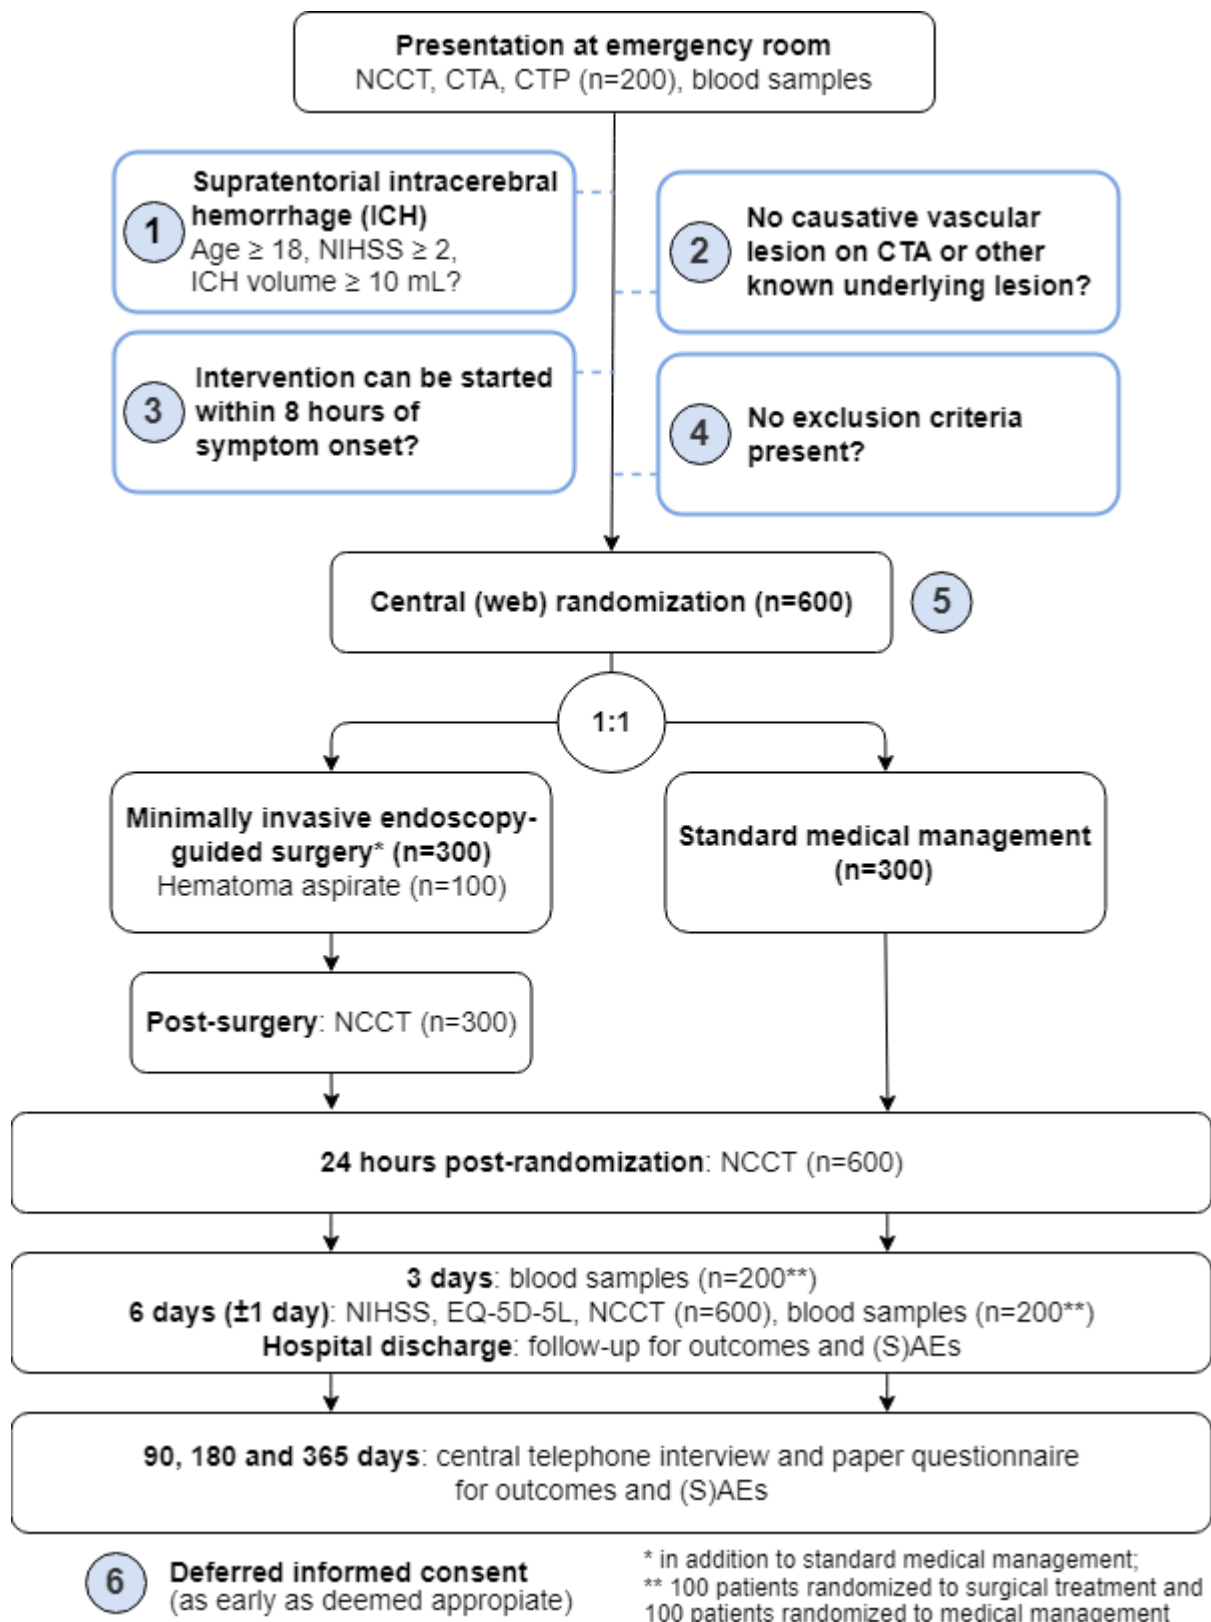 Presentation at emergency room
NCCT, CTA, CTP (n=200), blood samples
1
Supratentorial intracerebral
hemorrhage (ICH)
Age ≥ 18, NIHSS ≥ 2,
ICH volume ≥ 10 mL?
2
No causative vascular
lesion on CTA or other
known underlying lesion?
3
Intervention can be started
within 8 hours of
symptom onset?
4
No exclusion criteria
present?
Central (web) randomization (n=600)
5
1:1
Minimally invasive endoscopy-
guided surgery* (n=300)
Hematoma aspirate (n=100)
Standard medical management
(n=300)
Post-surgery: NCCT (n=300)
24 hours post-randomization: NCCT (n=600)
3 days: blood samples (n=200**)
6 days (±1 day): NIHSS, EQ-5D-5L, NCCT (n=600), blood samples (n=200**)
Hospital discharge: follow-up for outcomes and (S)AEs
90, 180 and 365 days: central telephone interview and paper questionnaire
for outcomes and (S)AEs
6
Deferred informed consent
(as early as deemed appropiate)
* in addition to standard medical management;
** 100 patients randomized to surgical treatment and
100 patients randomized to medical management